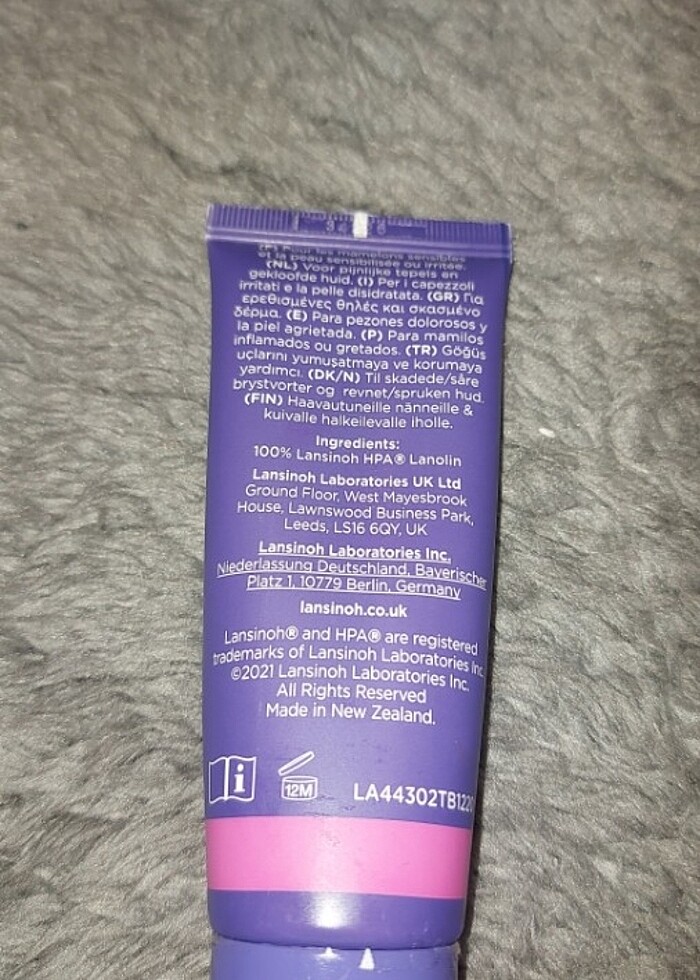 (F) Pour les mamelons sensibles
et la peau sensibilisée ou irritée.
(NL) Voor pijnlijke tepels en
gekloofde huid. (I) Per i capezzoli
irritati e la pelle disidratata. (GR) Για
ερεθισμένες θηλές και σκασμένο
δέρμα. (E) Para pezones dolorosos y
la piel agrietada. (P) Para mamilos
inflamados ou gretados. (TR) Göğüs
uçlarını yumuşatmaya ve korumaya
yardımcı. (DK/N) Til skadede/såre
brystvorter og revnet/sprukken hud.
(FIN) Haavautuneille nänneille &
kuivalle halkeilevalle iholle.
Ingredients:
100% Lansinoh HPA® Lanolin
Lansinoh Laboratories UK Ltd
Ground Floor, West Mayesbrook
House, Lawnswood Business Park,
Leeds, LS16 6QY, UK
Lansinoh Laboratories Inc.
Niederlassung Deutschland, Bayerischer
Platz 1, 10779 Berlin, Germany
lansinoh.co.uk
Lansinoh® and HPA® are registered
trademarks of Lansinoh Laboratories Inc.
©2021 Lansinoh Laboratories Inc.
All Rights Reserved
Made in New Zealand.
i 12M LA44302TB1220